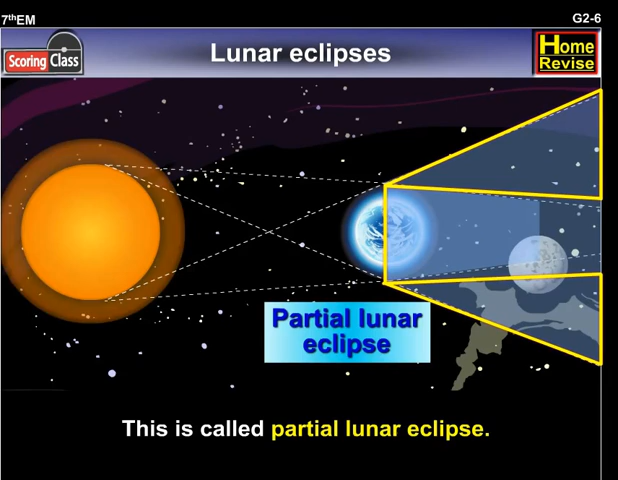 7thEM
G2-6
Scoring Class
Lunar eclipses
Home
Revise
Partial lunar
eclipse
This is called partial lunar eclipse.